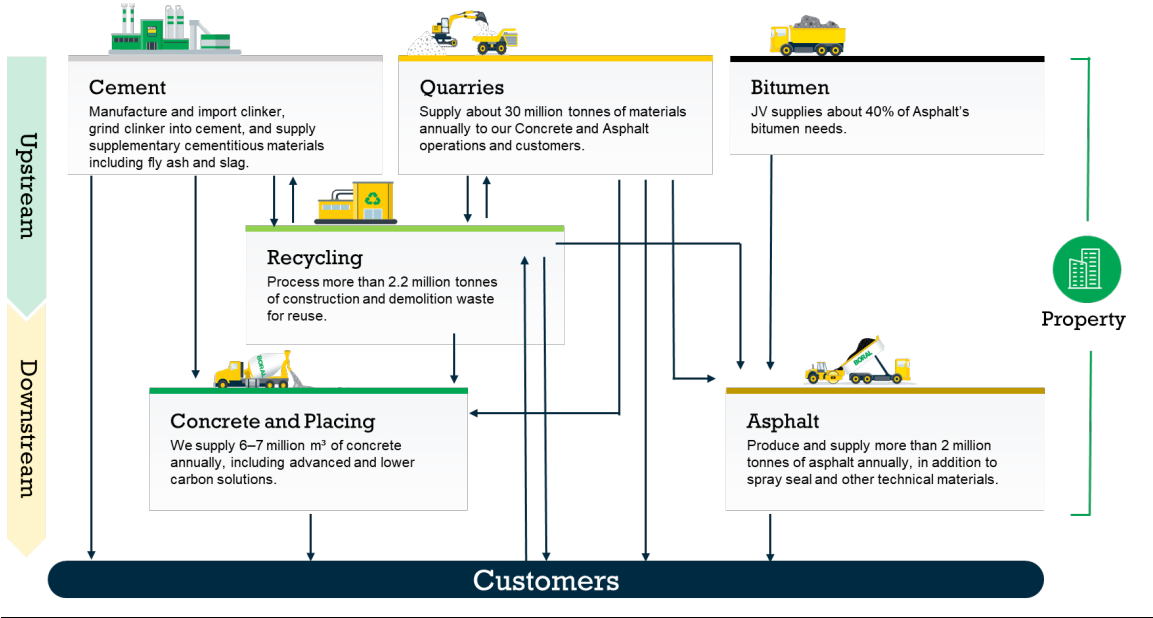 Upstream
Downstream
Cement
Manufacture and import clinker,
grind clinker into cement, and supply
supplementary cementitious materials
including fly ash and slag.
Quarries
Supply about 30 million tonnes of materials
annually to our Concrete and Asphalt
operations and customers.
Bitumen
JV supplies about 40% of Asphalt's
bitumen needs.
Recycling
Process more than 2.2 million tonnes
of construction and demolition waste
for reuse.
Property
BORAL
Concrete and Placing
We supply 6–7 million m³ of concrete
annually, including advanced and lower
carbon solutions.
BORAL
Asphalt
Produce and supply more than 2 million
tonnes of asphalt annually, in addition to
spray seal and other technical materials.
Customers